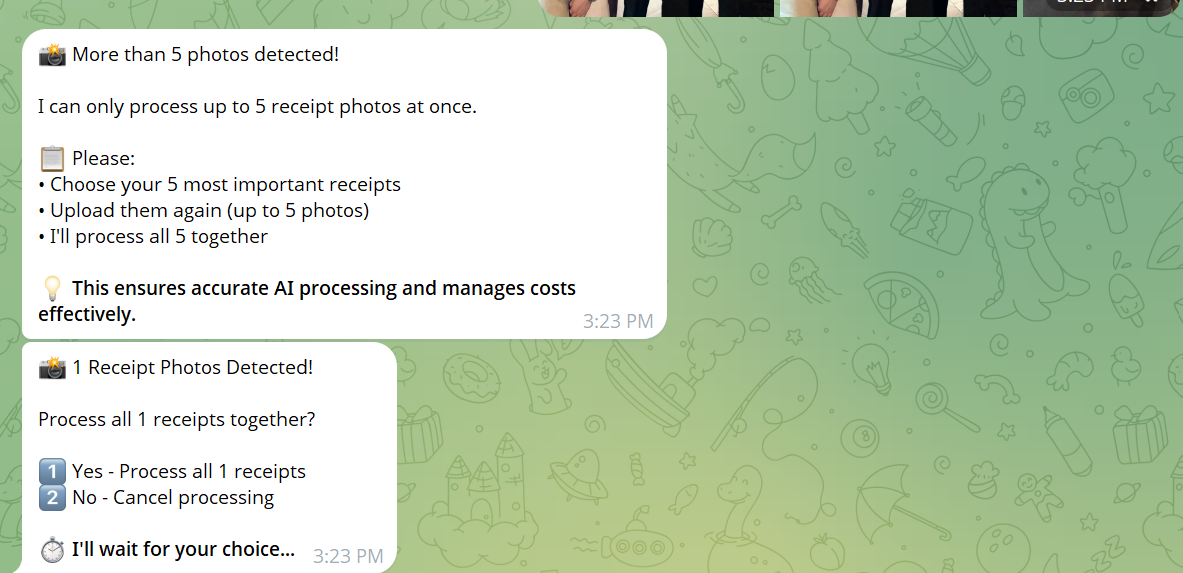 3:23 PM
📸 More than 5 photos detected!
I can only process up to 5 receipt photos at once.
📋 Please:
• Choose your 5 most important receipts
• Upload them again (up to 5 photos)
• I'll process all 5 together
💡 This ensures accurate AI processing and manages costs
effectively.
3:23 PM
📸 1 Receipt Photos Detected!
Process all 1 receipts together?
1️⃣ Yes - Process all 1 receipts
2️⃣ No - Cancel processing
⏱️ I'll wait for your choice...
3:23 PM